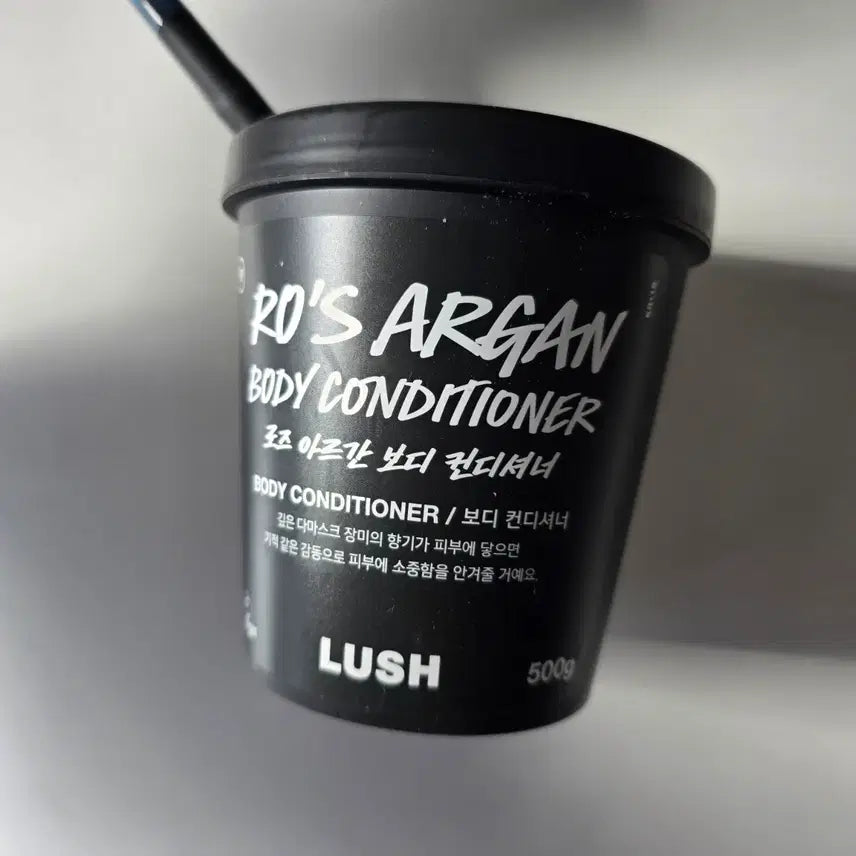 RO'S ARGAN
BODY CONDITIONER
로즈 아르간 보디 컨디셔너
BODY CONDITIONER / 보디 컨디셔너
깊은 다마스크 장미의 향기가 피부에 닿으면
기적 같은 감동으로 피부에 소중함을 안겨줄 거예요.
LUSH
500g